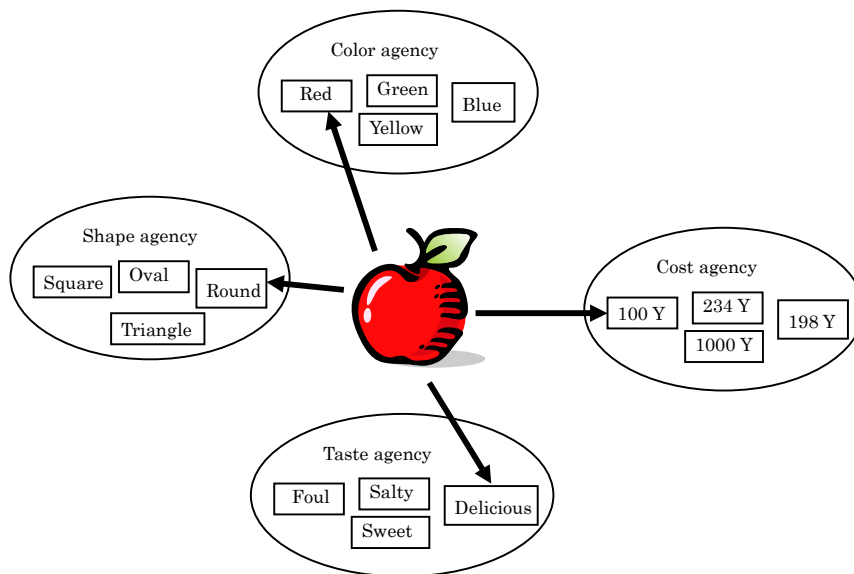 Color agency
Red
Green
Yellow
Blue
Shape agency
Square
Oval
Round
Triangle
Cost agency
100 Y
234 Y
1000 Y
198 Y
Taste agency
Foul
Salty
Sweet
Delicious